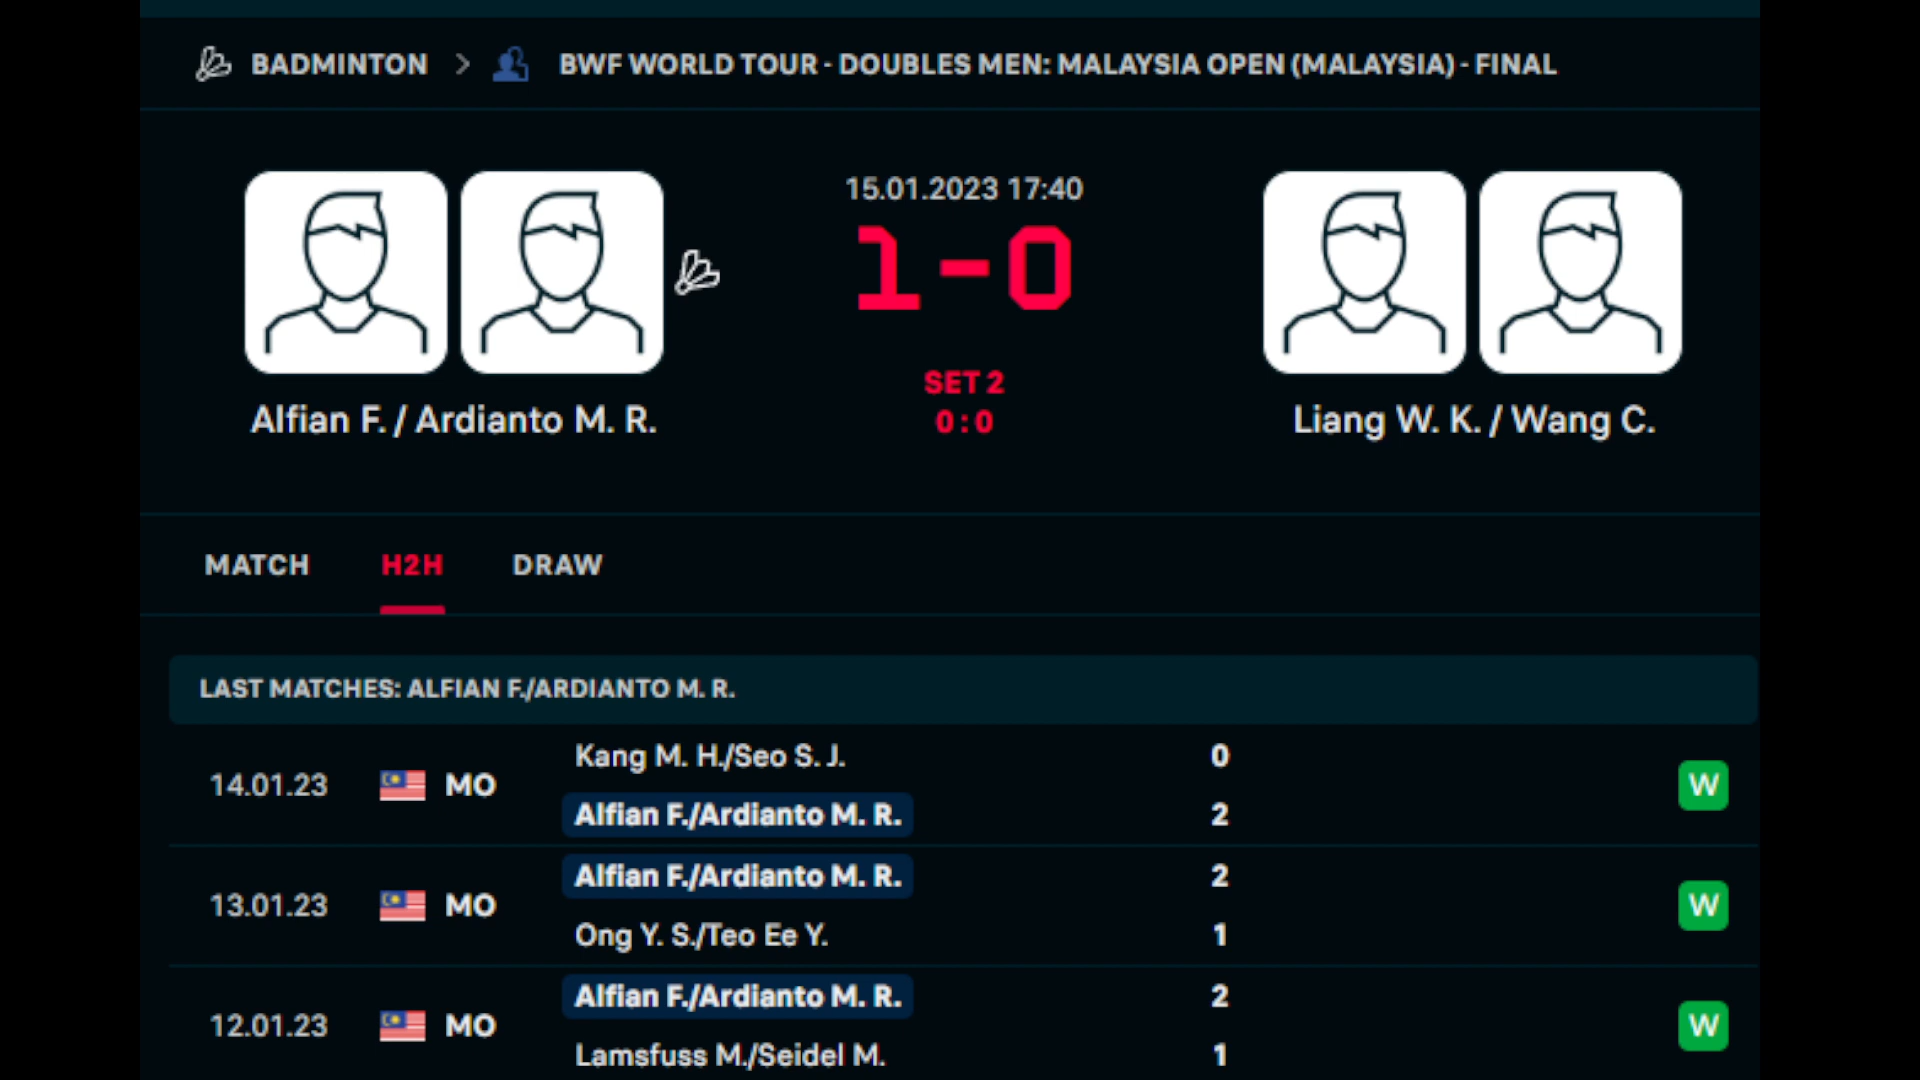 BADMINTON > BWF WORLD TOUR - DOUBLES MEN: MALAYSIA OPEN (MALAYSIA) - FINAL
15.01.2023 17:40
1-0
SET 2
0 : 0
Alfian F. / Ardianto M. R.
Liang W. K. / Wang C.
MATCH H2H DRAW
LAST MATCHES: ALFIAN F./ARDIANTO M. R.
14.01.23 MO Kang M. H./Seo S. J. 0 W
Alfian F./Ardianto M. R. 2
13.01.23 MO Alfian F./Ardianto M. R. 2 W
Ong Y. S./Teo Ee Y. 1
12.01.23 MO Alfian F./Ardianto M. R. 2 W
Lamsfuss M./Seidel M. 1